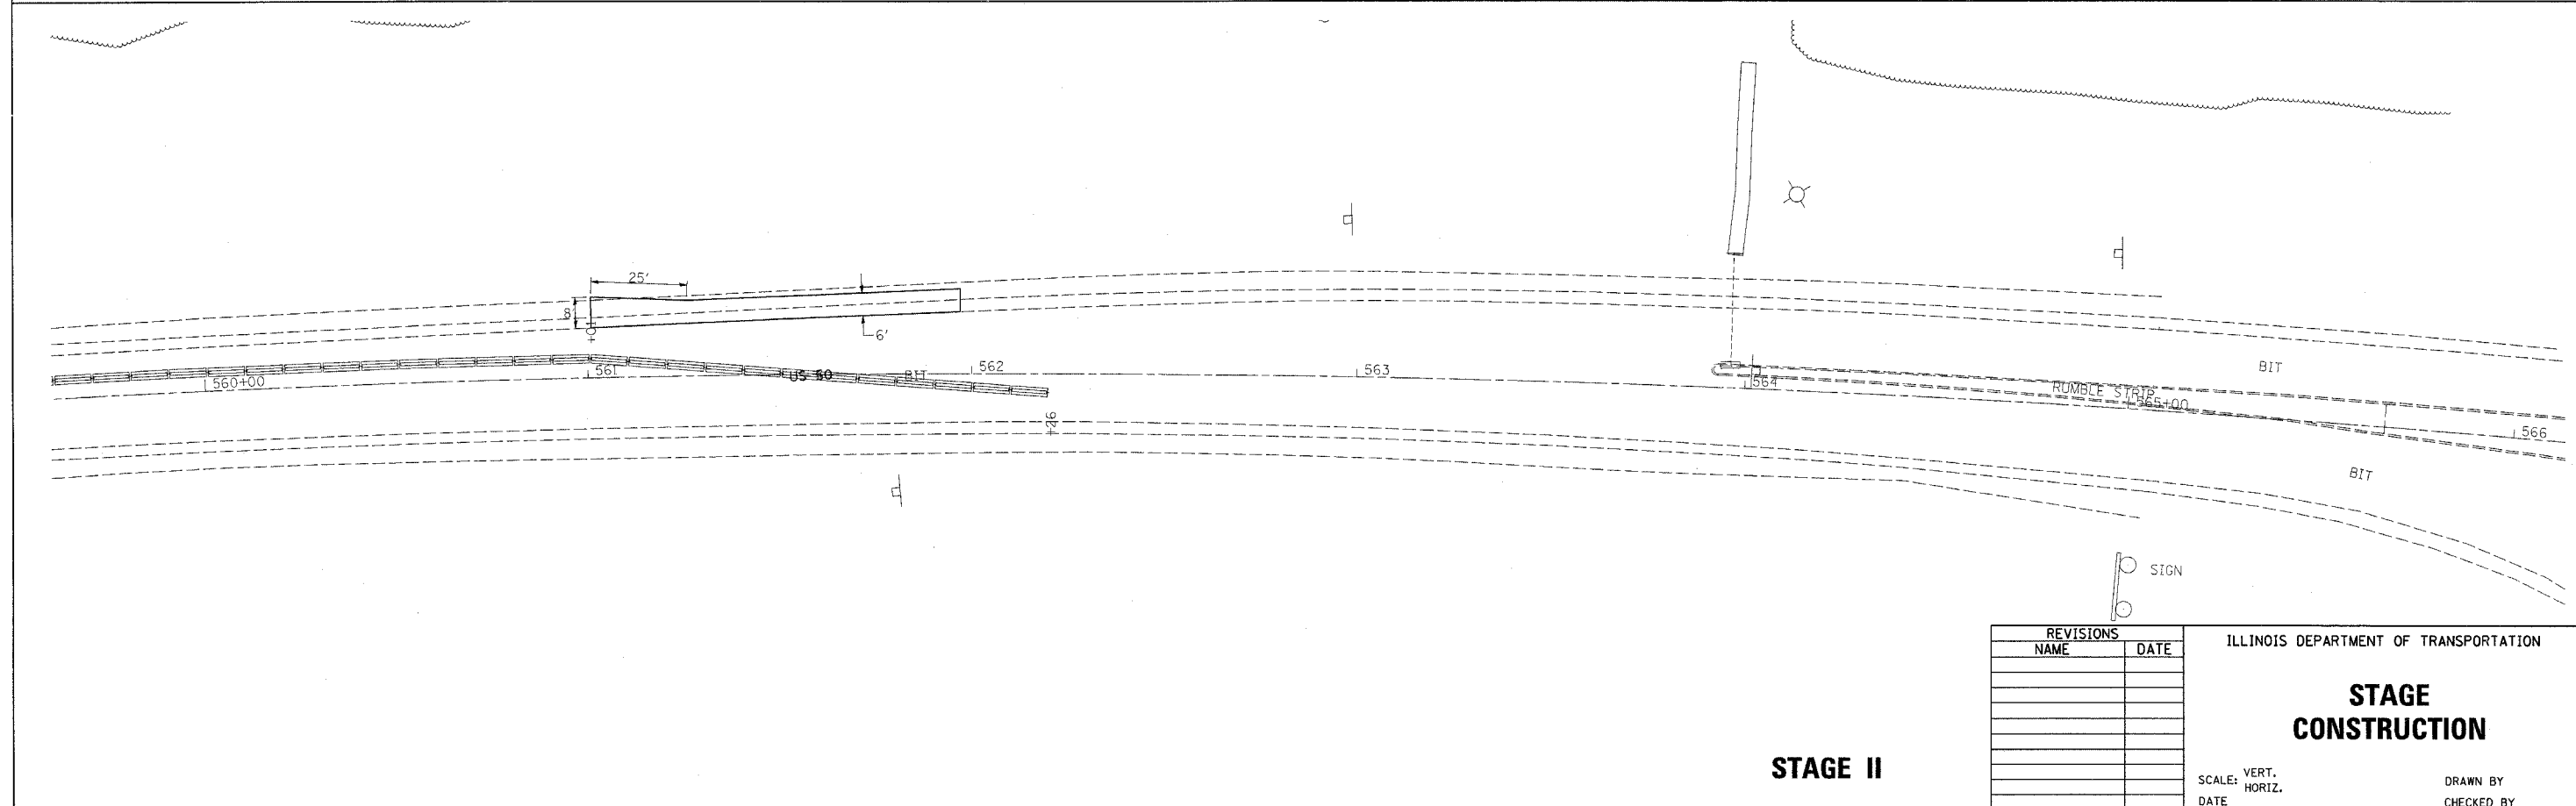 25'
8'
+0
6'
560+00
561
US 50
BIT
562
+26
563
564
RUMBLE STRIP
565+00
BIT
566
BIT
SIGN
REVISIONS
NAME DATE
ILLINOIS DEPARTMENT OF TRANSPORTATION
STAGE
CONSTRUCTION
STAGE II
SCALE: VERT.
HORIZ.
DRAWN BY
DATE
CHECKED BY